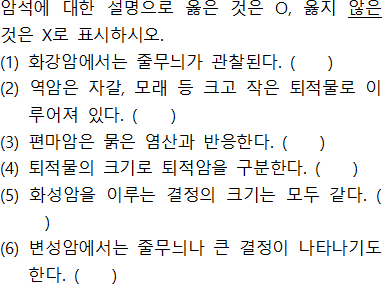 암석에 대한 설명으로 옳은 것은 O, 옳지 않은
것은 X로 표시하시오.
(1) 화강암에서는 줄무늬가 관찰된다. (    )
(2) 역암은 자갈, 모래 등 크고 작은 퇴적물로 이
루어져 있다. (    )
(3) 편마암은 묽은 염산과 반응한다. (    )
(4) 퇴적물의 크기로 퇴적암을 구분한다. (    )
(5) 화성암을 이루는 결정의 크기는 모두 같다. (
)
(6) 변성암에서는 줄무늬나 큰 결정이 나타나기도
한다. (    )